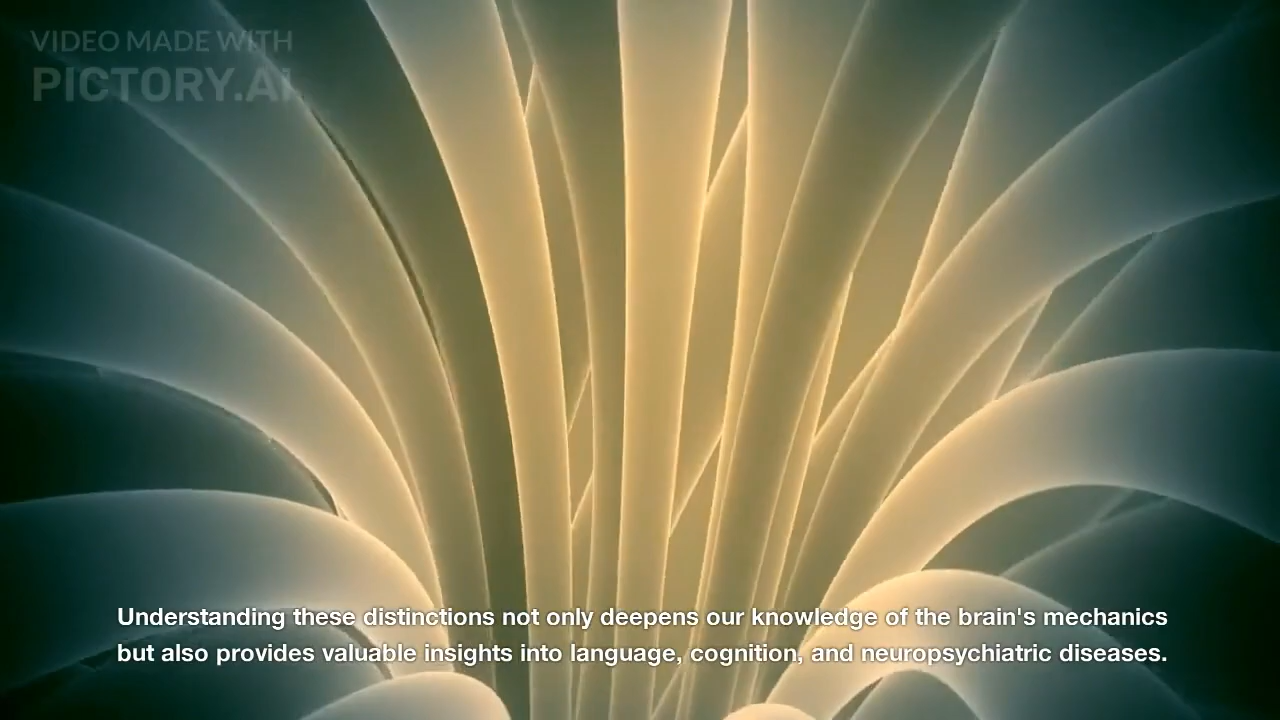 VIDEO MADE WITH
PICTORY.AI
Understanding these distinctions not only deepens our knowledge of the brain's mechanics
but also provides valuable insights into language, cognition, and neuropsychiatric diseases.